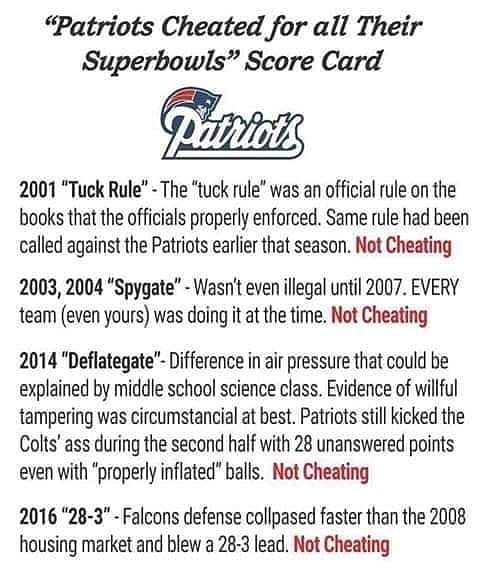 “Patriots Cheated for all Their
Superbowls” Score Card
Patriots
2001 “Tuck Rule” - The “tuck rule” was an official rule on the
books that the officials properly enforced. Same rule had been
called against the Patriots earlier that season. Not Cheating
2003, 2004 “Spygate” - Wasn’t even illegal until 2007. EVERY
team (even yours) was doing it at the time. Not Cheating
2014 “Deflategate”- Difference in air pressure that could be
explained by middle school science class. Evidence of willful
tampering was circumstancial at best. Patriots still kicked the
Colts’ ass during the second half with 28 unanswered points
even with “properly inflated” balls. Not Cheating
2016 “28-3” - Falcons defense collpased faster than the 2008
housing market and blew a 28-3 lead. Not Cheating